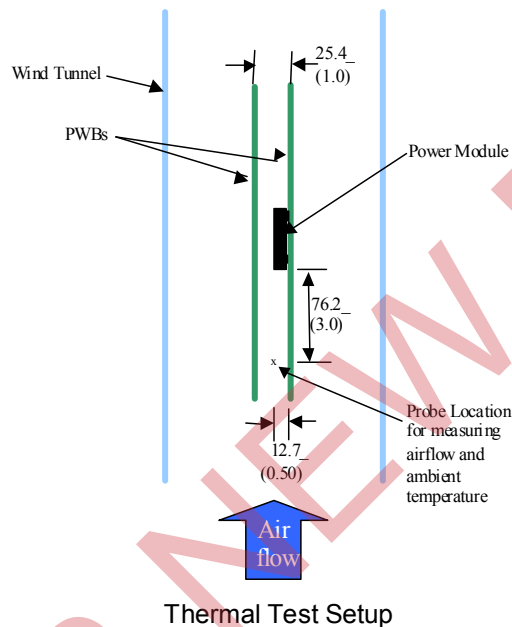 25.4_
(1.0)
Wind Tunnel
PWBs
Power Module
76.2_
(3.0)
x
Probe Location
for measuring
airflow and
ambient
temperature
12.7_
(0.50)
Air
flow
Thermal Test Setup
NEW